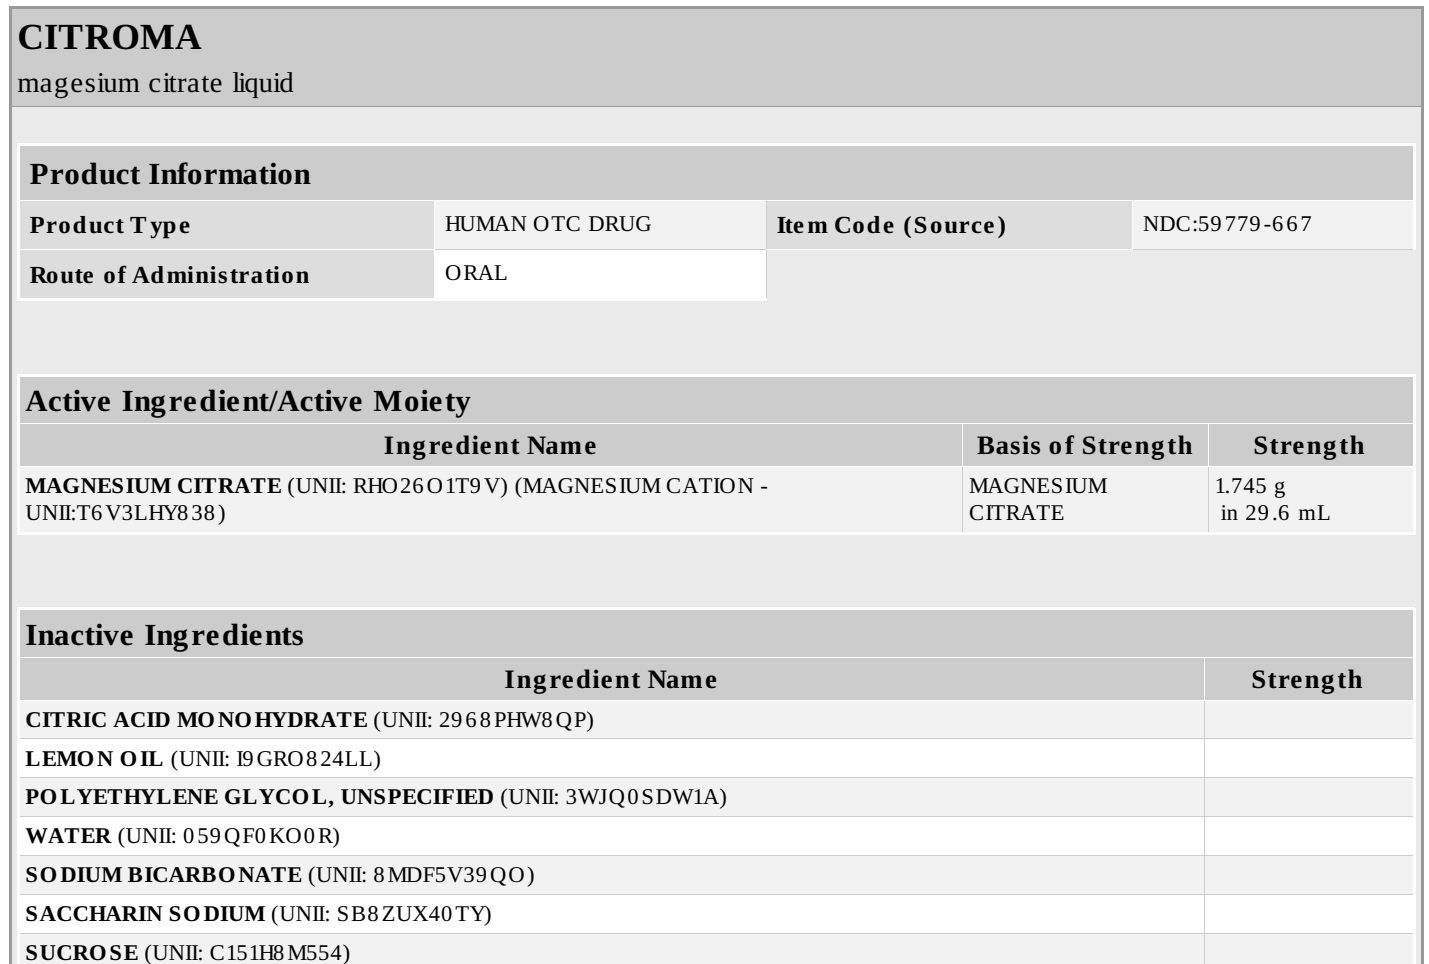 CITROMA
magesium citrate liquid
Product Information
Product Type HUMAN OTC DRUG Item Code (Source) NDC:59779-667
Route of Administration ORAL
Active Ingredient/Active Moiety
Ingredient Name Basis of Strength Strength
MAGNESIUM CITRATE (UNII: RHO26O1T9V) (MAGNESIUM CATION - UNII:T6V3LHY838) MAGNESIUM CITRATE 1.745 g in 29.6 mL
Inactive Ingredients
Ingredient Name Strength
CITRIC ACID MONOHYDRATE (UNII: 2968PHW8QP)
LEMON OIL (UNII: I9GRO824LL)
POLYETHYLENE GLYCOL, UNSPECIFIED (UNII: 3WJQ0SDW1A)
WATER (UNII: 059QF0KO0R)
SODIUM BICARBONATE (UNII: 8MDF5V39QO)
SACCHARIN SODIUM (UNII: SB8ZUX40TY)
SUCROSE (UNII: C151H8M554)